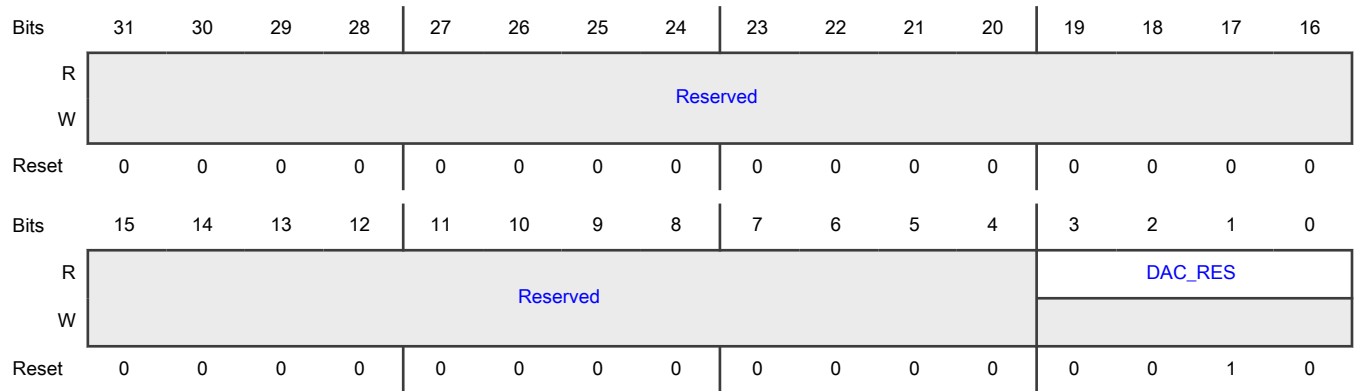 Bits 31 30 29 28 27 26 25 24 23 22 21 20 19 18 17 16
R
Reserved
W
Reset 0 0 0 0 0 0 0 0 0 0 0 0 0 0 0 0
Bits 15 14 13 12 11 10 9 8 7 6 5 4 3 2 1 0
R DAC_RES
Reserved
W
Reset 0 0 0 0 0 0 0 0 0 0 0 0 0 0 1 0